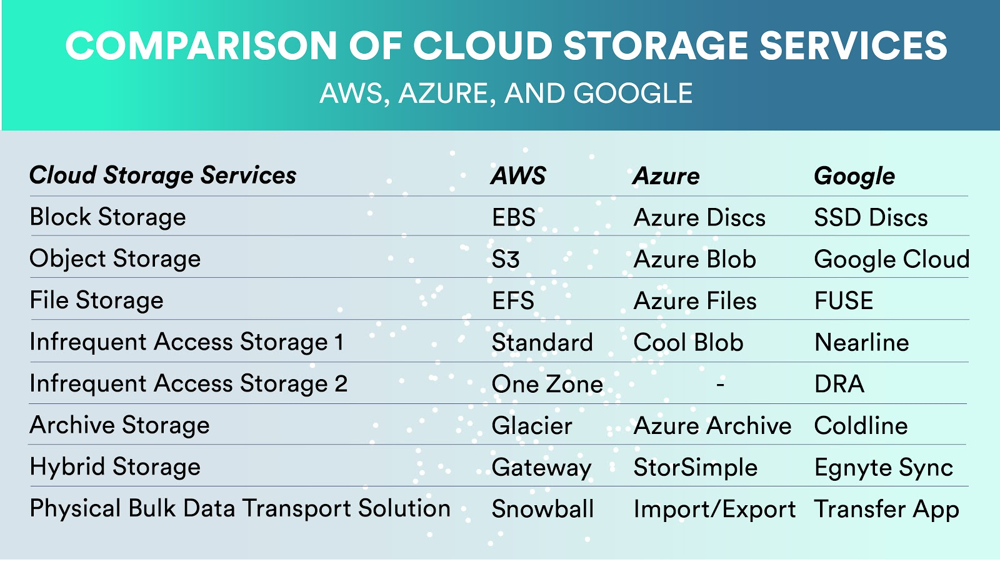 COMPARISON OF CLOUD STORAGE SERVICES
AWS, AZURE, AND GOOGLE
Cloud Storage Services AWS Azure Google
Block Storage EBS Azure Discs SSD Discs
Object Storage S3 Azure Blob Google Cloud
File Storage EFS Azure Files FUSE
Infrequent Access Storage 1 Standard Cool Blob Nearline
Infrequent Access Storage 2 One Zone - DRA
Archive Storage Glacier Azure Archive Coldline
Hybrid Storage Gateway StorSimple Egnyte Sync
Physical Bulk Data Transport Solution Snowball Import/Export Transfer App